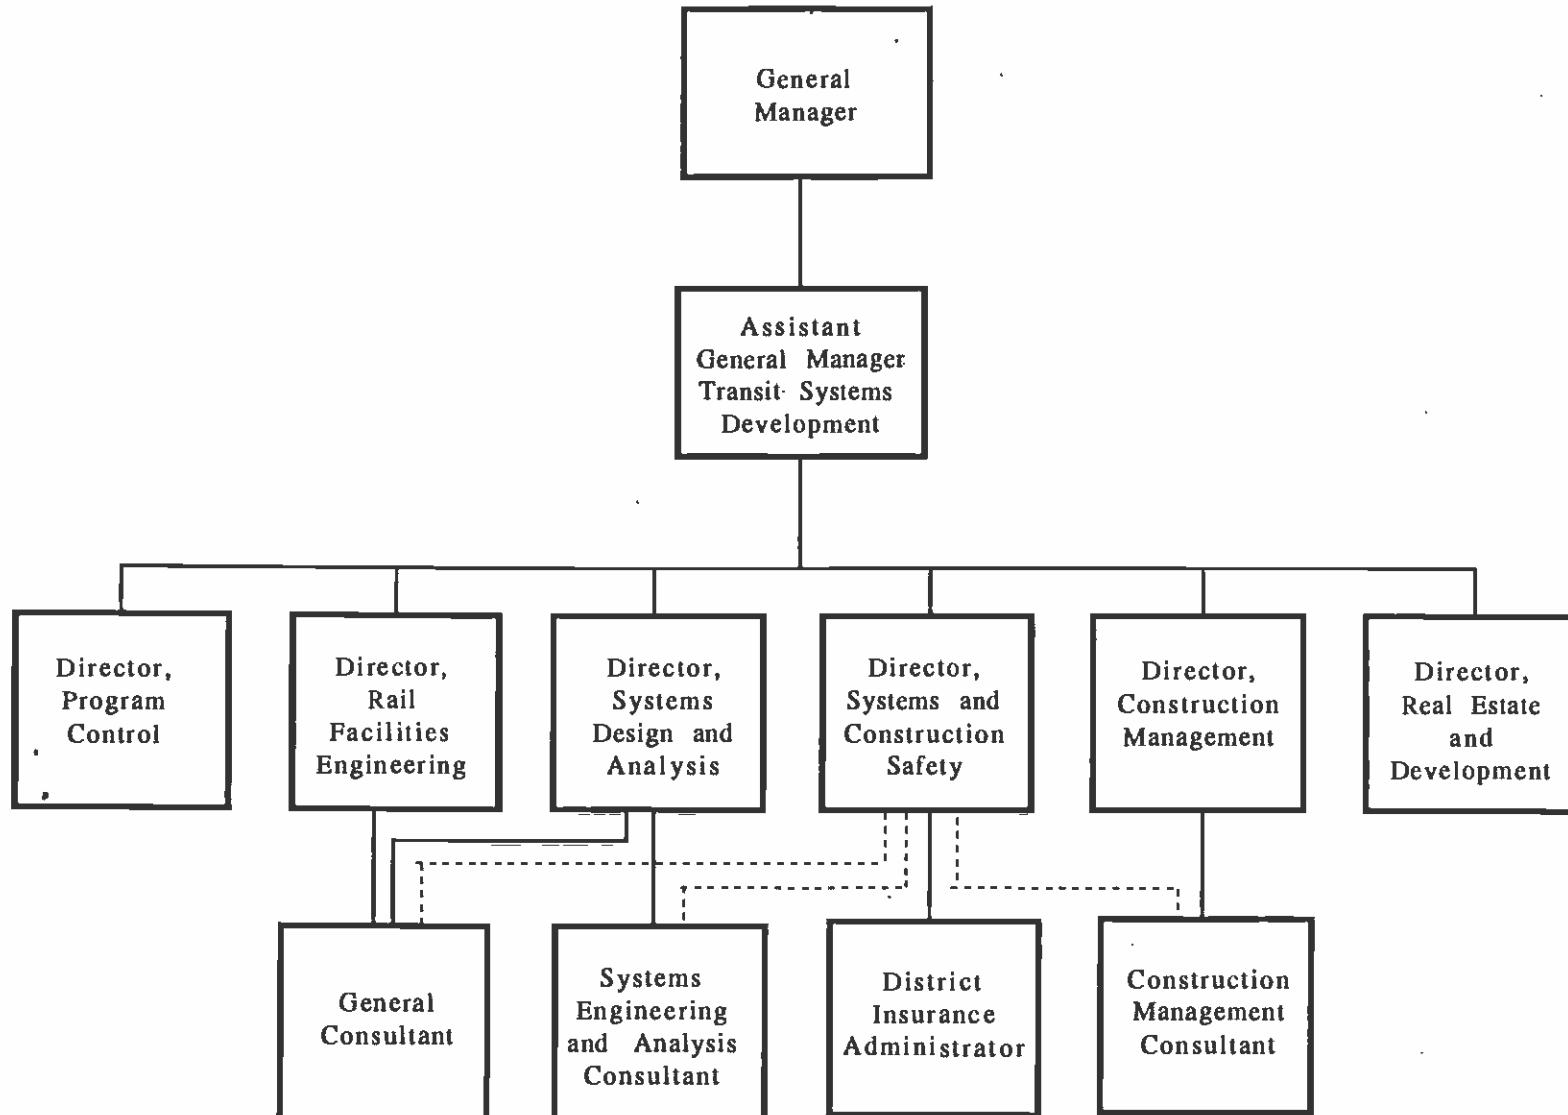 General
Manager
Assistant
General Manager
Transit Systems
Development
Director,
Program
Control
Director,
Rail
Facilities
Engineering
Director,
Systems
Design and
Analysis
Director,
Systems and
Construction
Safety
Director,
Construction
Management
Director,
Real Estate
and
Development
General
Consultant
Systems
Engineering
and Analysis
Consultant
District
Insurance
Administrator
Construction
Management
Consultant